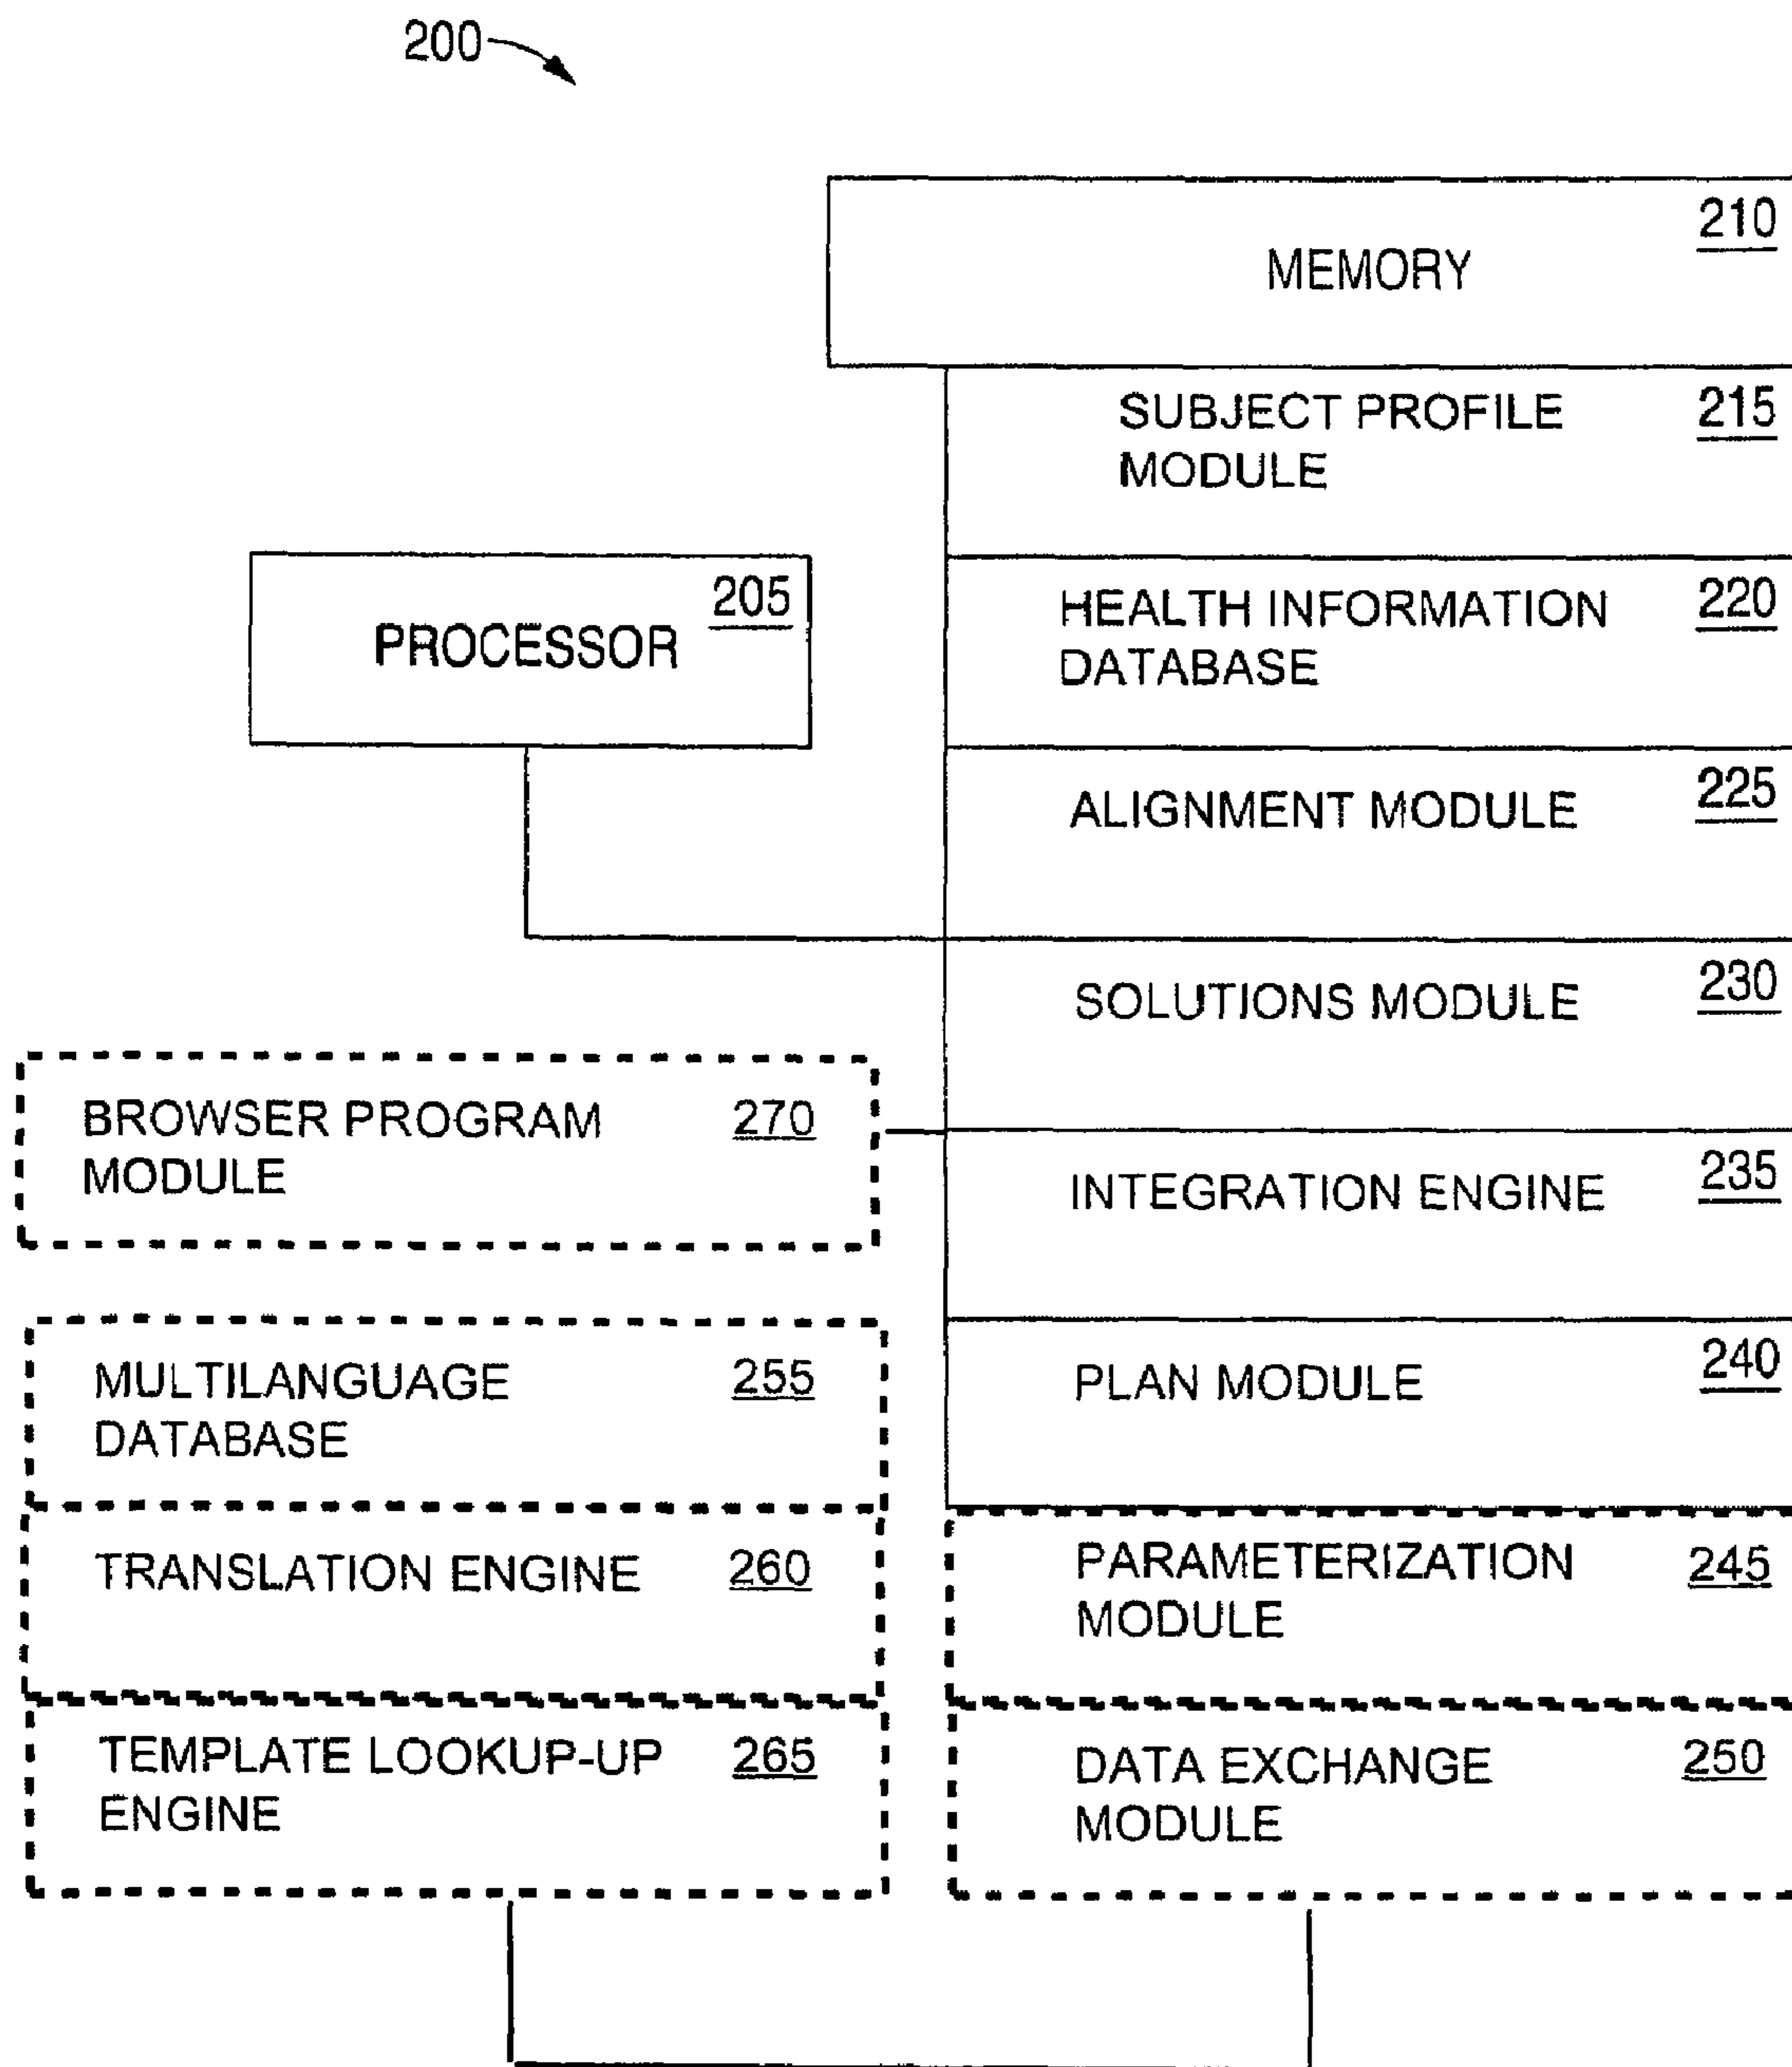 200
210
MEMORY
SUBJECT PROFILE 215
MODULE
205
PROCESSOR
HEALTH INFORMATION 220
DATABASE
ALIGNMENT MODULE 225
SOLUTIONS MODULE 230
BROWSER PROGRAM 270
MODULE
INTEGRATION ENGINE 235
MULTILANGUAGE 255
DATABASE
PLAN MODULE 240
TRANSLATION ENGINE 260
PARAMETERIZATION 245
MODULE
TEMPLATE LOOKUP-UP 265
ENGINE
DATA EXCHANGE 250
MODULE